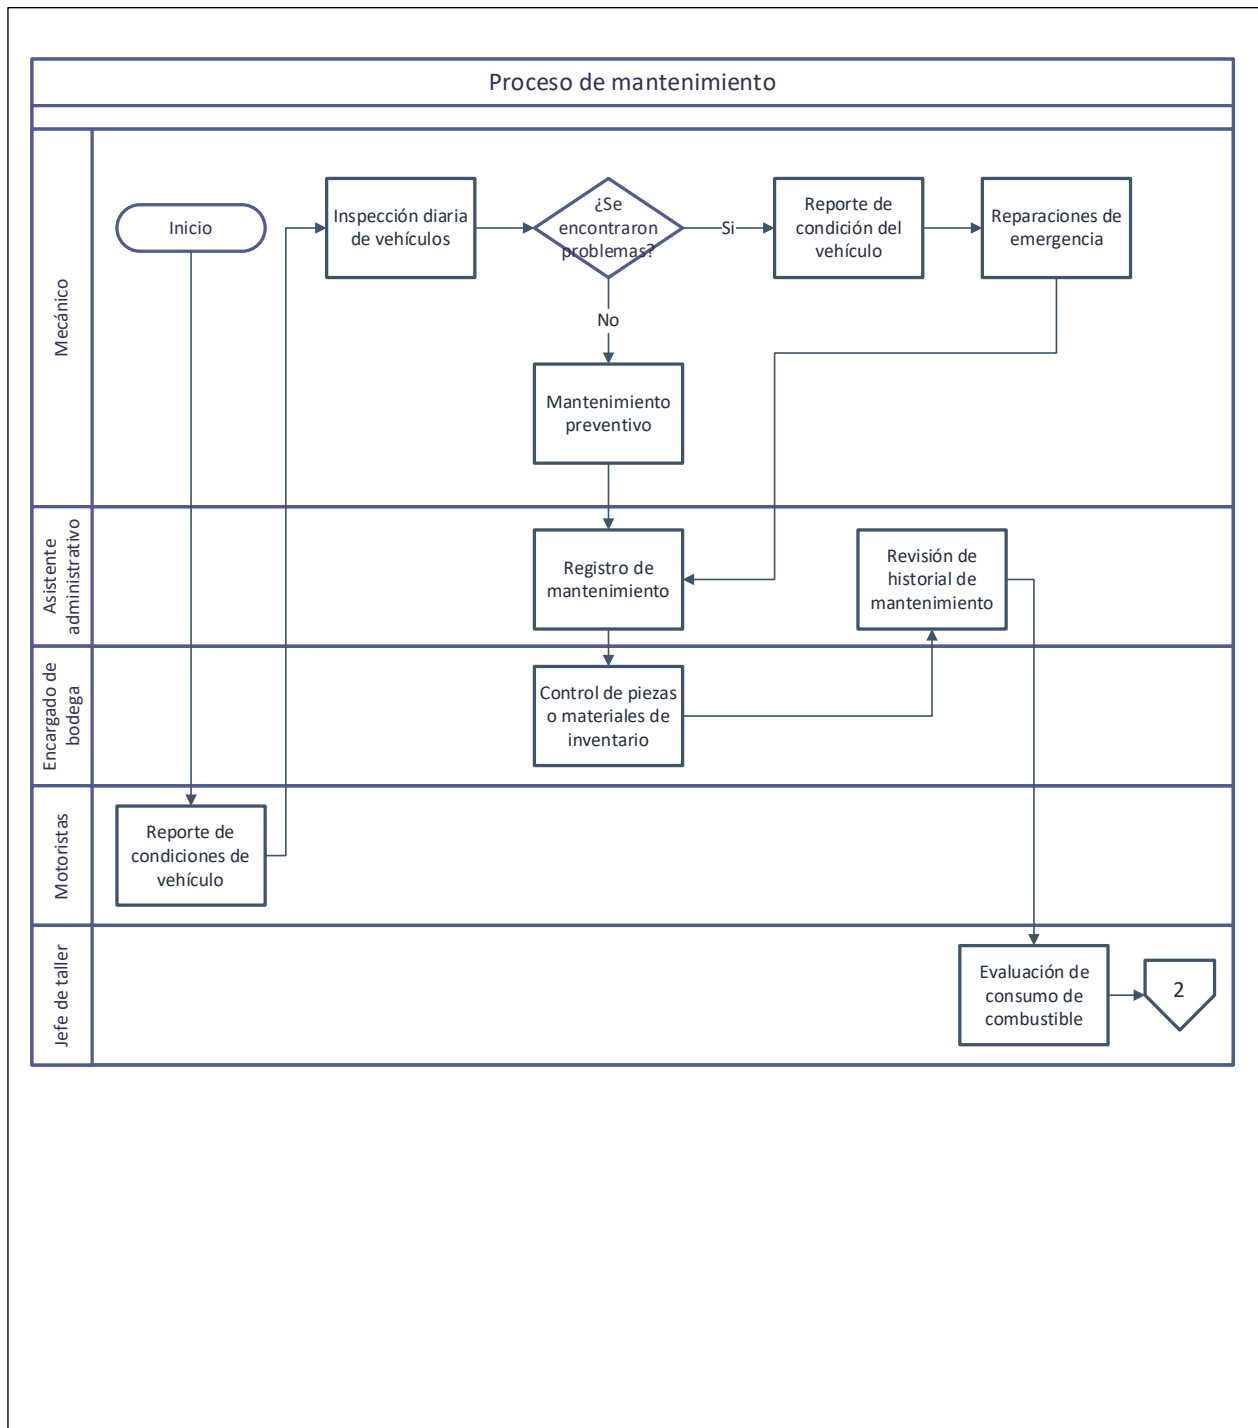 Proceso de mantenimiento
Mecánico
Inicio
Inspección diaria
de vehículos
¿Se
encontraron
problemas?
Si
Reporte de
condición del
vehículo
Reparaciones de
emergencia
No
Mantenimiento
preventivo
Asistente
administrativo
Registro de
mantenimiento
Revisión de
historial de
mantenimiento
Encargado de
bodega
Control de piezas
o materiales de
inventario
Motoristas
Reporte de
condiciones de
vehículo
Jefe de taller
Evaluación de
consumo de
combustible
2